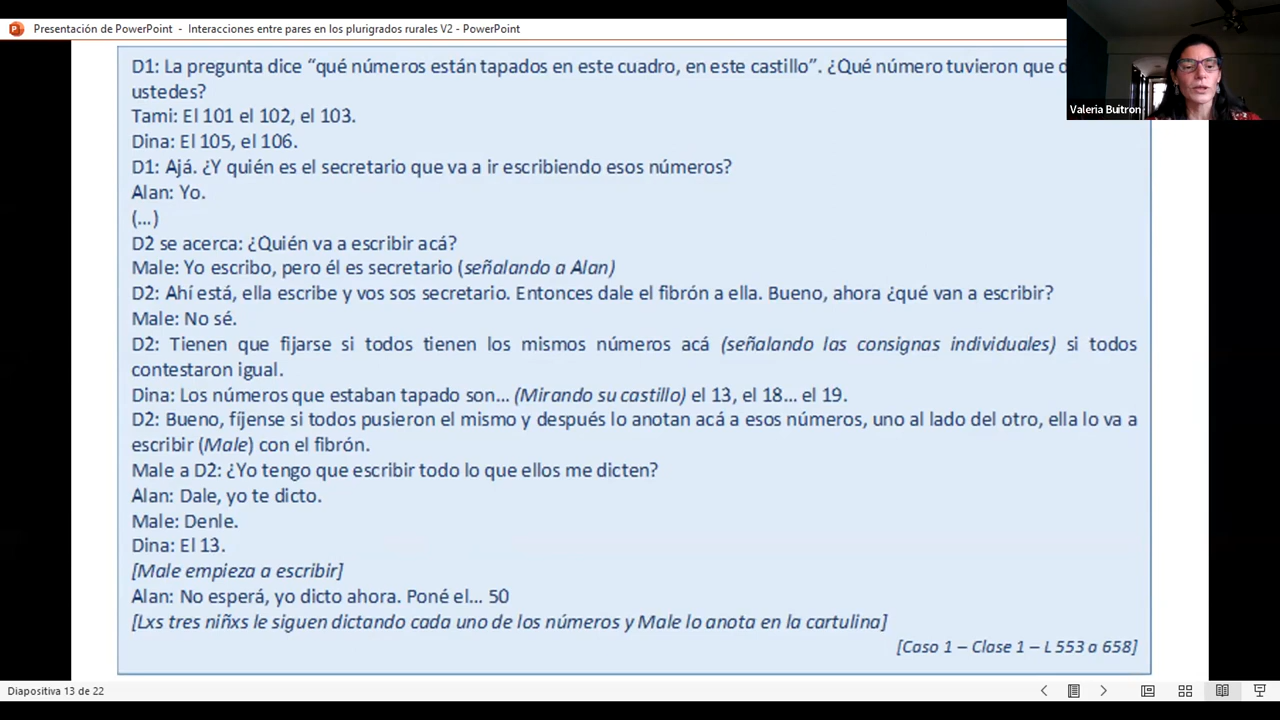 Presentación de PowerPoint - Interacciones entre pares en los plurigrados rurales V2 - PowerPoint
D1: La pregunta dice “qué números están tapados en este cuadro, en este castillo”. ¿Qué número tuvieron que
ustedes?
Tami: El 101 el 102, el 103.
Dina: El 105, el 106.
D1: Ajá. ¿Y quién es el secretario que va a ir escribiendo esos números?
Alan: Yo.
(…)
D2 se acerca: ¿Quién va a escribir acá?
Male: Yo escribo, pero él es secretario (señalando a Alan)
D2: Ahí está, ella escribe y vos sos secretario. Entonces dale el fibrón a ella. Bueno, ahora ¿qué van a escribir?
Male: No sé.
D2: Tienen que fijarse si todos tienen los mismos números acá (señalando las consignas individuales) si todos
contestaron igual.
Dina: Los números que estaban tapado son… (Mirando su castillo) el 13, el 18… el 19.
D2: Bueno, fíjense si todos pusieron el mismo y después lo anotan acá a esos números, uno al lado del otro, ella lo va a
escribir (Male) con el fibrón.
Male a D2: ¿Yo tengo que escribir todo lo que ellos me dicten?
Alan: Dale, yo te dicto.
Male: Denle.
Dina: El 13.
[Male empieza a escribir]
Alan: No esperá, yo dicto ahora. Poné el… 50
[Lxs tres niñxs le siguen dictando cada uno de los números y Male lo anota en la cartulina]
[Caso 1 – Clase 1 – L 553 a 658]
Valeria Buitron
Diapositiva 13 de 22